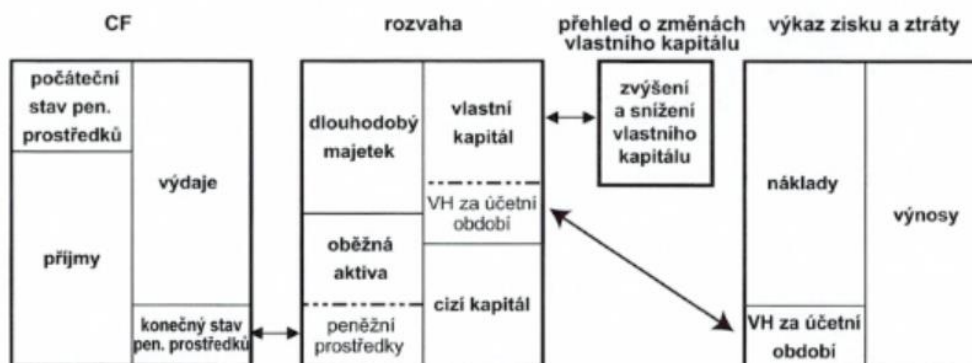 CF
počáteční
stav pen.
prostředků
příjmy
výdaje
konečný stav
pen. prostředků
rozvaha
dlouhodobý
majetek
oběžná
aktiva
peněžní
prostředky
vlastní
kapitál
VH za účetní
období
cizí kapitál
přehled o změnách
vlastního kapitálu
zvýšení
a snížení
vlastního
kapitálu
výkaz zisku a ztráty
náklady
VH za účetní
období
výnosy